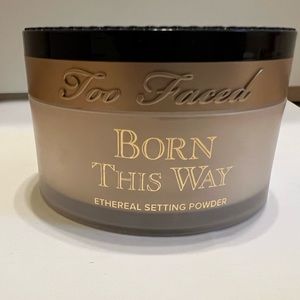 Too Faced
BORN
THIS WAY
ETHEREAL SETTING POWDER